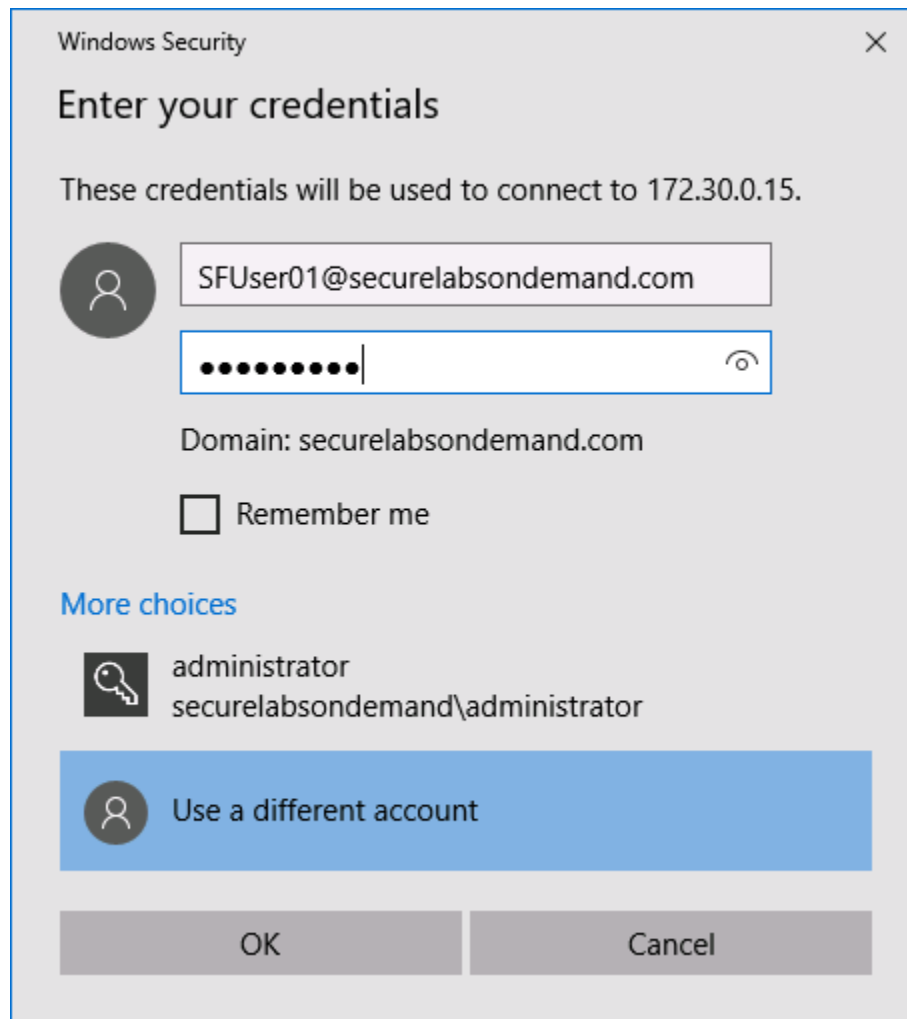 Windows Security
Enter your credentials
These credentials will be used to connect to 172.30.0.15.
SFUser01@securelabsondemand.com
●●●●●●●●●
Domain: securelabsondemand.com
Remember me
More choices
administrator
securelabsondemand\administrator
Use a different account
OK
Cancel